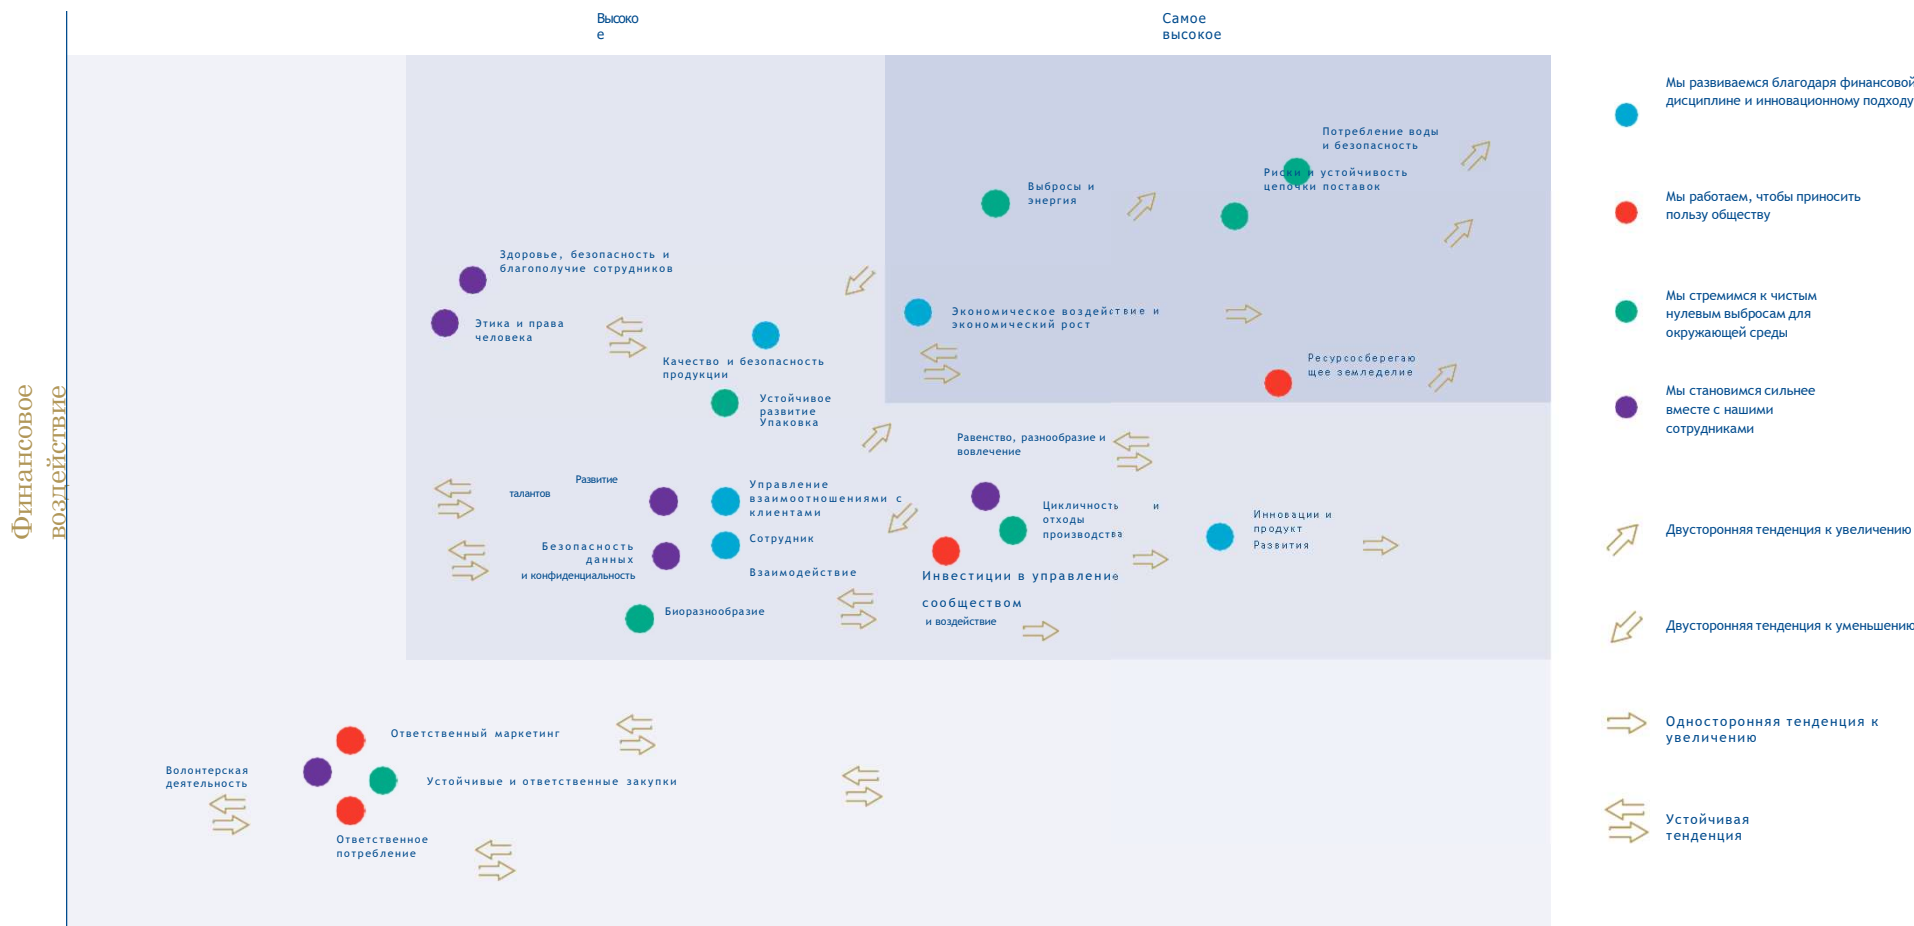 Высоко
е
Самое
высокое
Финансовое
воздействие
Потребление воды
и безопасность
Риски и устойчивость
цепочки поставок
Выбросы и
энергия
Здоровье, безопасность и
благополучие сотрудников
Этика и права
человека
Экономическое воздействие и
экономический рост
Качество и безопасность
продукции
Ресурсосберегаю
щее земледелие
Устойчивое
развитие
Упаковка
Равенство, разнообразие и
вовлечение
Развитие
талантов
Управление
взаимоотношениями с
клиентами
Цикличность и
отходы
производства
Инновации и
продукт
Развития
Сотрудник
Взаимодействие
Безопасность
данных
и конфиденциальность
Инвестиции в управление
сообществом
и воздействие
Биоразнообразие
Ответственный маркетинг
Волонтерская
деятельность
Устойчивые и ответственные закупки
Ответственное
потребление
Мы развиваемся благодаря финансовой
дисциплине и инновационному подходу
Мы работаем, чтобы приносить
пользу обществу
Мы стремимся к чистым
нулевым выбросам для
окружающей среды
Мы становимся сильнее
вместе с нашими
сотрудниками
Двусторонняя тенденция к увеличению
Двусторонняя тенденция к уменьшению
Односторонняя тенденция к
увеличению
Устойчивая
тенденция